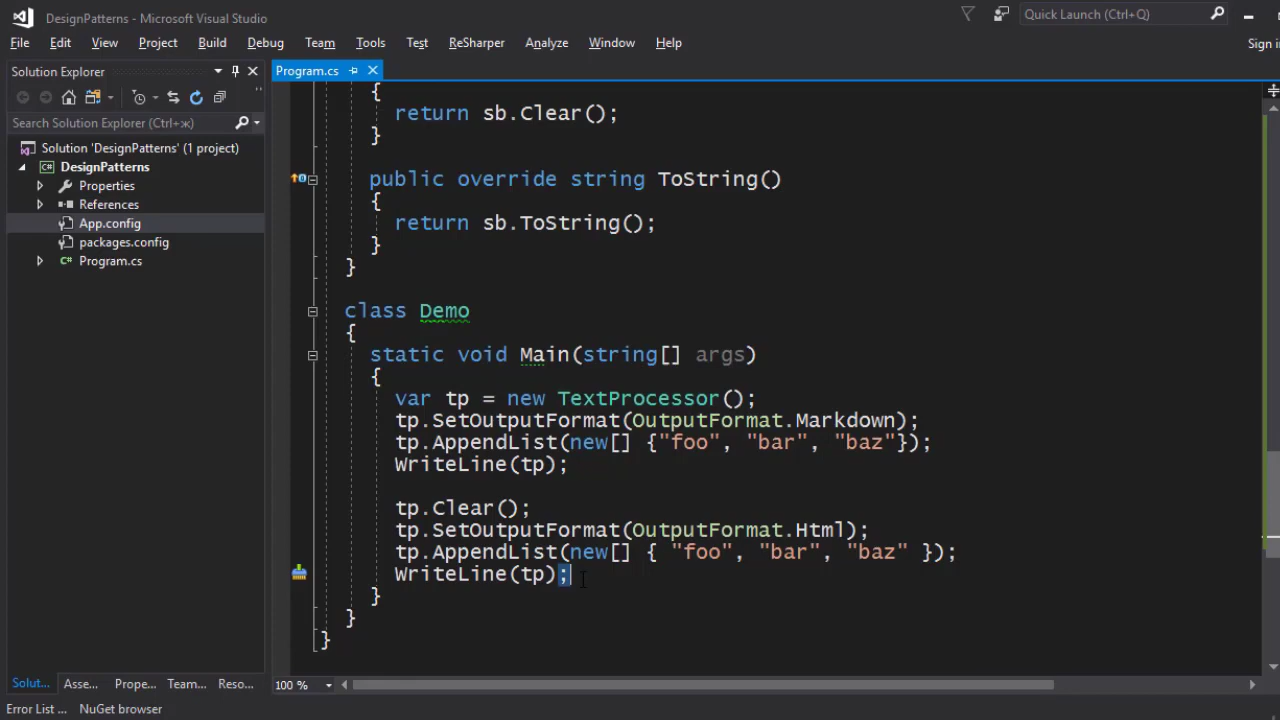 DesignPatterns - Microsoft Visual Studio
Quick Launch (Ctrl+Q)
File Edit View Project Build Debug Team Tools Test ReSharper Analyze Window Help
Sign in
Solution Explorer
Program.cs
Search Solution Explorer (Ctrl+ж)
Solution 'DesignPatterns' (1 project)
C# DesignPatterns
Properties
References
App.config
packages.config
C# Program.cs
{
return sb.Clear();
}
public override string ToString()
{
return sb.ToString();
}
}
class Demo
{
static void Main(string[] args)
{
var tp = new TextProcessor();
tp.SetOutputFormat(OutputFormat.Markdown);
tp.AppendList(new[] {"foo", "bar", "baz"});
WriteLine(tp);
tp.Clear();
tp.SetOutputFormat(OutputFormat.Html);
tp.AppendList(new[] { "foo", "bar", "baz" });
WriteLine(tp);
}
}
}
Solut... Asse... Prope... Team... Reso...
100 %
Error List ... NuGet browser